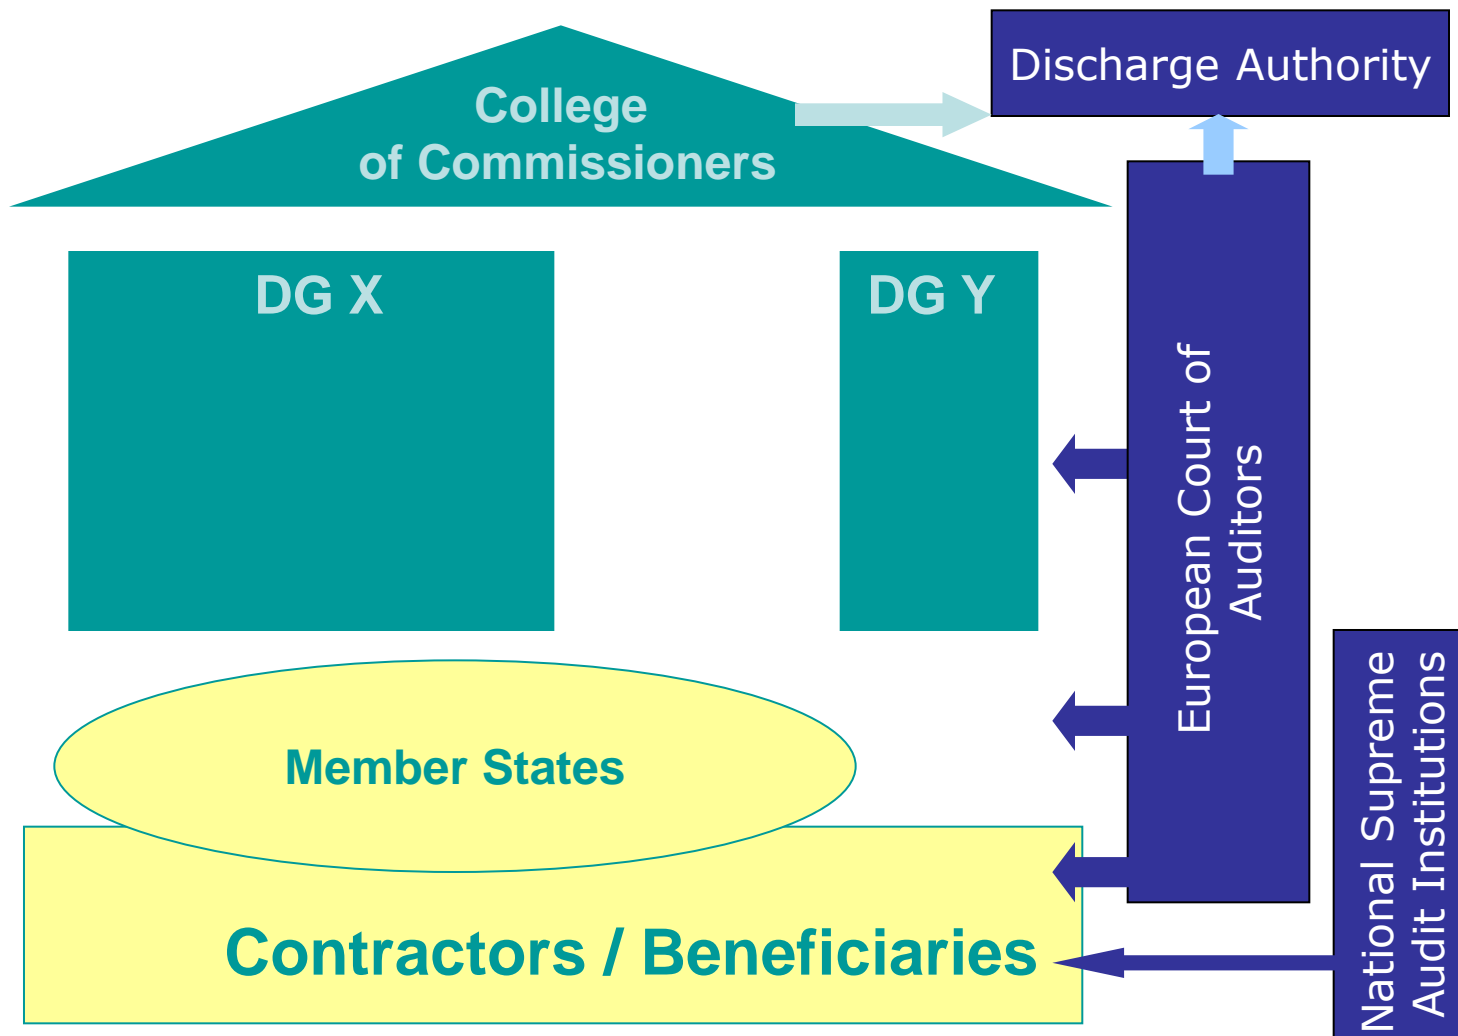 Discharge Authority
College
of Commissioners
DG X
DG Y
European Court of
Auditors
Member States
Contractors / Beneficiaries
National Supreme
Audit Institutions